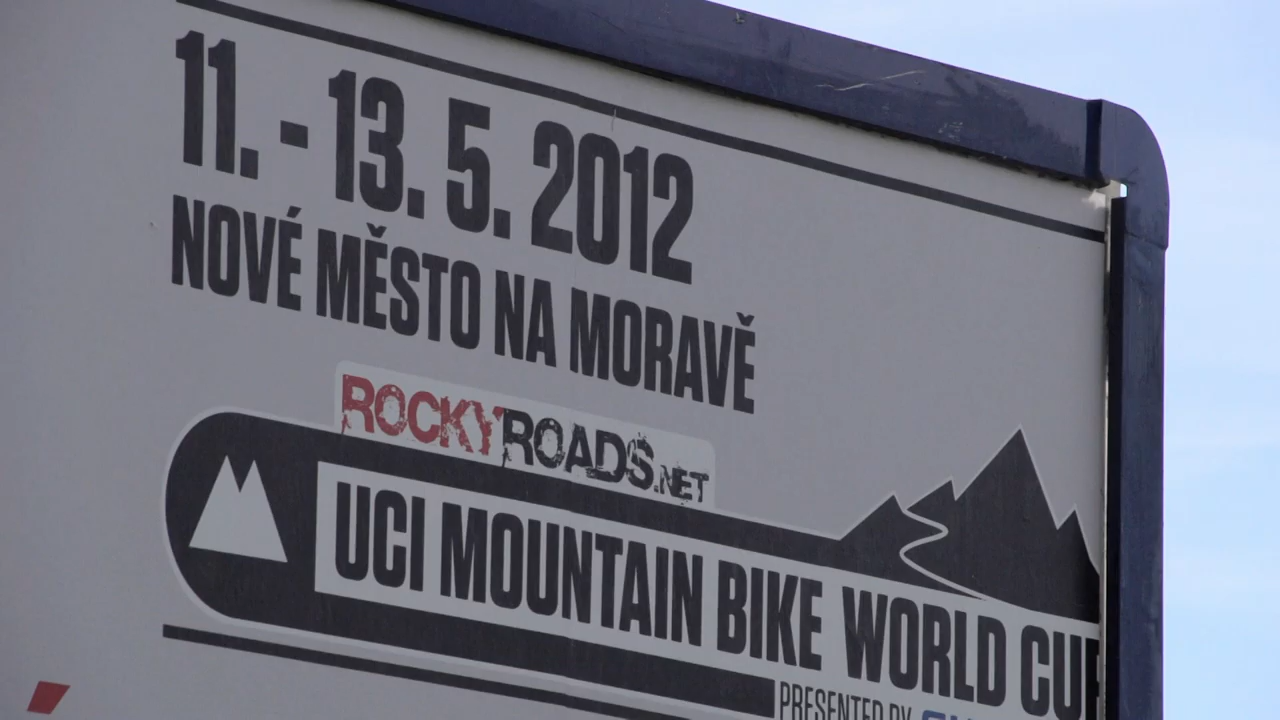 11. - 13. 5. 2012
NOVÉ MĚSTO NA MORAVĚ
ROCKYROADS.NET
UCI MOUNTAIN BIKE WORLD CUP
PRESENTED BY